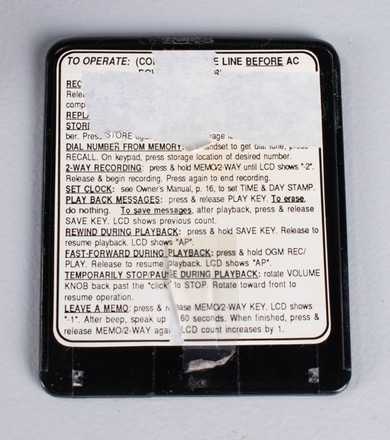 TO OPERATE: (CO LINE BEFORE AC
REC
Relea
comp
REPL
STORE
ber. Press STORE aga rage l
DIAL NUMBER FROM MEMORY: handset to get dial tone, press
RECALL. On keypad, press storage location of desired number.
2-WAY RECORDING: press & hold MEMO/2-WAY until LCD shows "-2".
Release & begin recording. Press again to end recording.
SET CLOCK: see Owner's Manual, p. 16, to set TIME & DAY STAMP.
PLAY BACK MESSAGES: press & release PLAY KEY. To erase,
do nothing. To save messages, after playback, press & release
SAVE KEY. LCD shows previous count.
REWIND DURING PLAYBACK: press & hold SAVE KEY. Release to
resume playback. LCD shows "AP".
FAST-FORWARD DURING PLAYBACK: press & hold OGM REC/
PLAY. Release to resume playback. LCD shows "AP".
TEMPORARILY STOP/PAUSE DURING PLAYBACK: rotate VOLUME
KNOB back past the "click" to STOP. Rotate toward front to
resume operation.
LEAVE A MEMO: press & release MEMO/2-WAY KEY. LCD shows
"-1". After beep, speak up 60 seconds. When finished, press &
release MEMO/2-WAY again LCD count increases by 1.